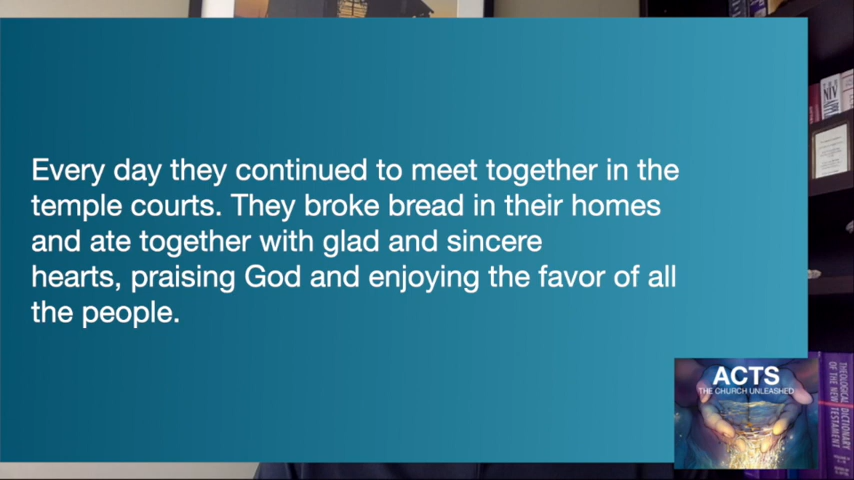 NIV
Every day they continued to meet together in the
temple courts. They broke bread in their homes
and ate together with glad and sincere
hearts, praising God and enjoying the favor of all
the people.
ACTS
THE CHURCH UNLEASHED
THEOLOGICAL DICTIONARY
OF THE NEW TESTAMENT